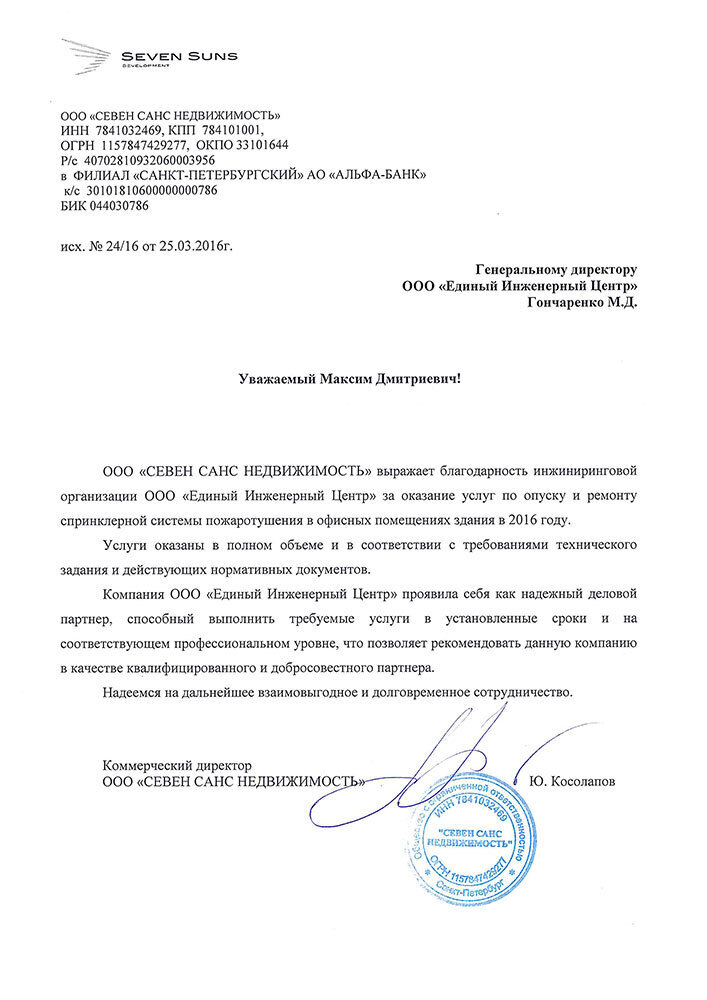 SEVEN SUNS
DEVELOPMENT
ООО «СЕВЕН САНС НЕДВИЖИМОСТЬ»
ИНН 7841032469, КПП 784101001,
ОГРН 1157847429277, ОКПО 33101644
Р/с 40702810932060003956
в ФИЛИАЛ «САНКТ-ПЕТЕРБУРГСКИЙ» АО «АЛЬФА-БАНК»
к/с 30101810600000000786
БИК 044030786
исх. № 24/16 от 25.03.2016г.
Генеральному директору
ООО «Единый Инженерный Центр»
Гончаренко М.Д.
Уважаемый Максим Дмитриевич!
ООО «СЕВЕН САНС НЕДВИЖИМОСТЬ» выражает благодарность инжиниринговой
организации ООО «Единый Инженерный Центр» за оказание услуг по опуску и ремонту
спринклерной системы пожаротушения в офисных помещениях здания в 2016 году.
Услуги оказаны в полном объеме и в соответствии с требованиями технического
задания и действующих нормативных документов.
Компания ООО «Единый Инженерный Центр» проявила себя как надежный деловой
партнер, способный выполнить требуемые услуги в установленные сроки и на
соответствующем профессиональном уровне, что позволяет рекомендовать данную компанию
в качестве квалифицированного и добросовестного партнера.
Надеемся на дальнейшее взаимовыгодное и долговременное сотрудничество.
Коммерческий директор
ООО «СЕВЕН САНС НЕДВИЖИМОСТЬ»
Ю. Косолапов
Общество с ограниченной ответственностью
ИНН 7841032469
"СЕВЕН САНС
НЕДВИЖИМОСТЬ"
ОГРН 1157847429277
* Санкт-Петербург *